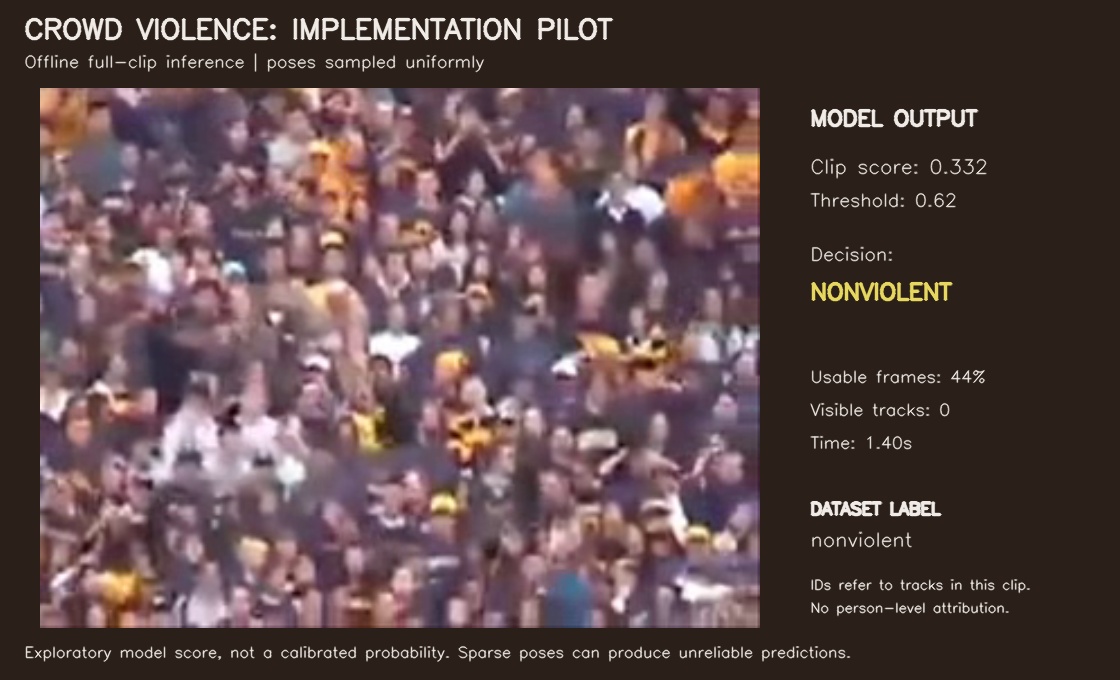 CROWD VIOLENCE: IMPLEMENTATION PILOT
Offline full-clip inference | poses sampled uniformly
MODEL OUTPUT
Clip score: 0.332
Threshold: 0.62
Decision:
NONVIOLENT
Usable frames: 44%
Visible tracks: 0
Time: 1.40s
DATASET LABEL
nonviolent
IDs refer to tracks in this clip.
No person-level attribution.
Exploratory model score, not a calibrated probability. Sparse poses can produce unreliable predictions.